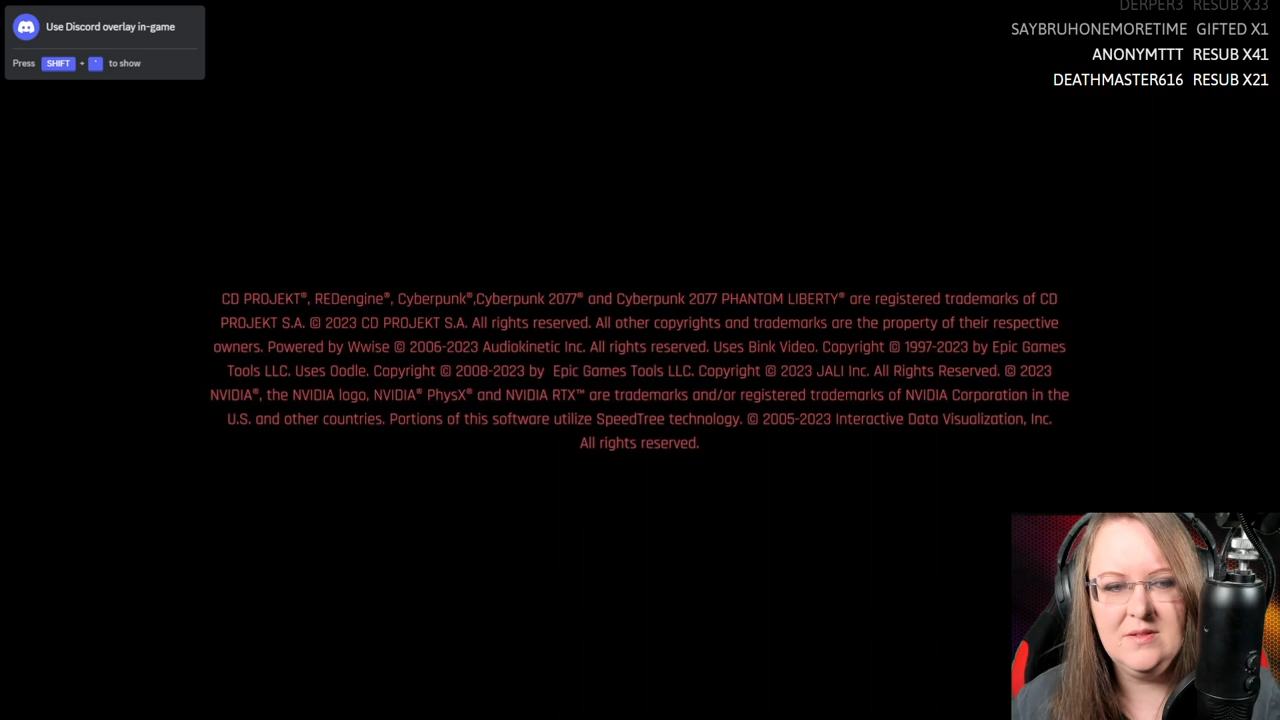 Use Discord overlay in-game
Press SHIFT + ` to show
DERPER3 RESUB X33
SAYBRUHONEMORETIME GIFTED X1
ANONYMTTT RESUB X41
DEATHMASTER616 RESUB X21
CD PROJEKT®, REDengine®, Cyberpunk®,Cyberpunk 2077® and Cyberpunk 2077 PHANTOM LIBERTY® are registered trademarks of CD
PROJEKT S.A. © 2023 CD PROJEKT S.A. All rights reserved. All other copyrights and trademarks are the property of their respective
owners. Powered by Wwise © 2006-2023 Audiokinetic Inc. All rights reserved. Uses Bink Video. Copyright © 1997-2023 by Epic Games
Tools LLC. Uses Oodle. Copyright © 2008-2023 by Epic Games Tools LLC. Copyright © 2023 JALI Inc. All Rights Reserved. © 2023
NVIDIA®, the NVIDIA logo, NVIDIA® PhysX® and NVIDIA RTX™ are trademarks and/or registered trademarks of NVIDIA Corporation in the
U.S. and other countries. Portions of this software utilize SpeedTree technology. © 2005-2023 Interactive Data Visualization, Inc.
All rights reserved.